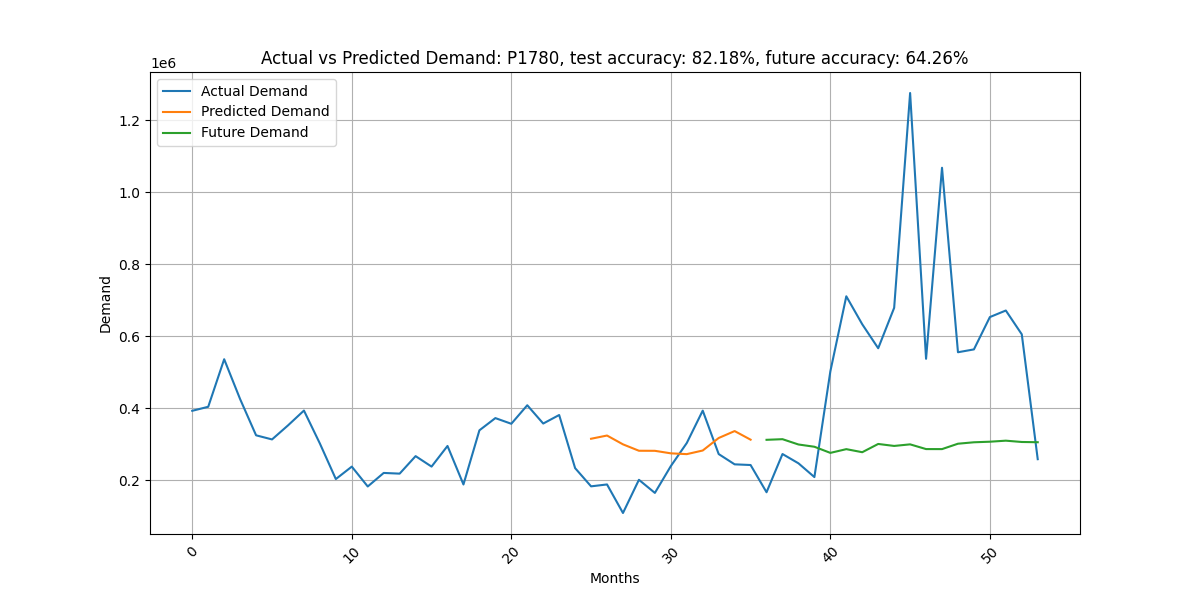 Actual vs Predicted Demand: P1780, test accuracy: 82.18%, future accuracy: 64.26%
1e6
Actual Demand
Predicted Demand
Future Demand
1.2
1.0
0.8
0.6
0.4
0.2
Demand
0 10 20 30 40 50
Months